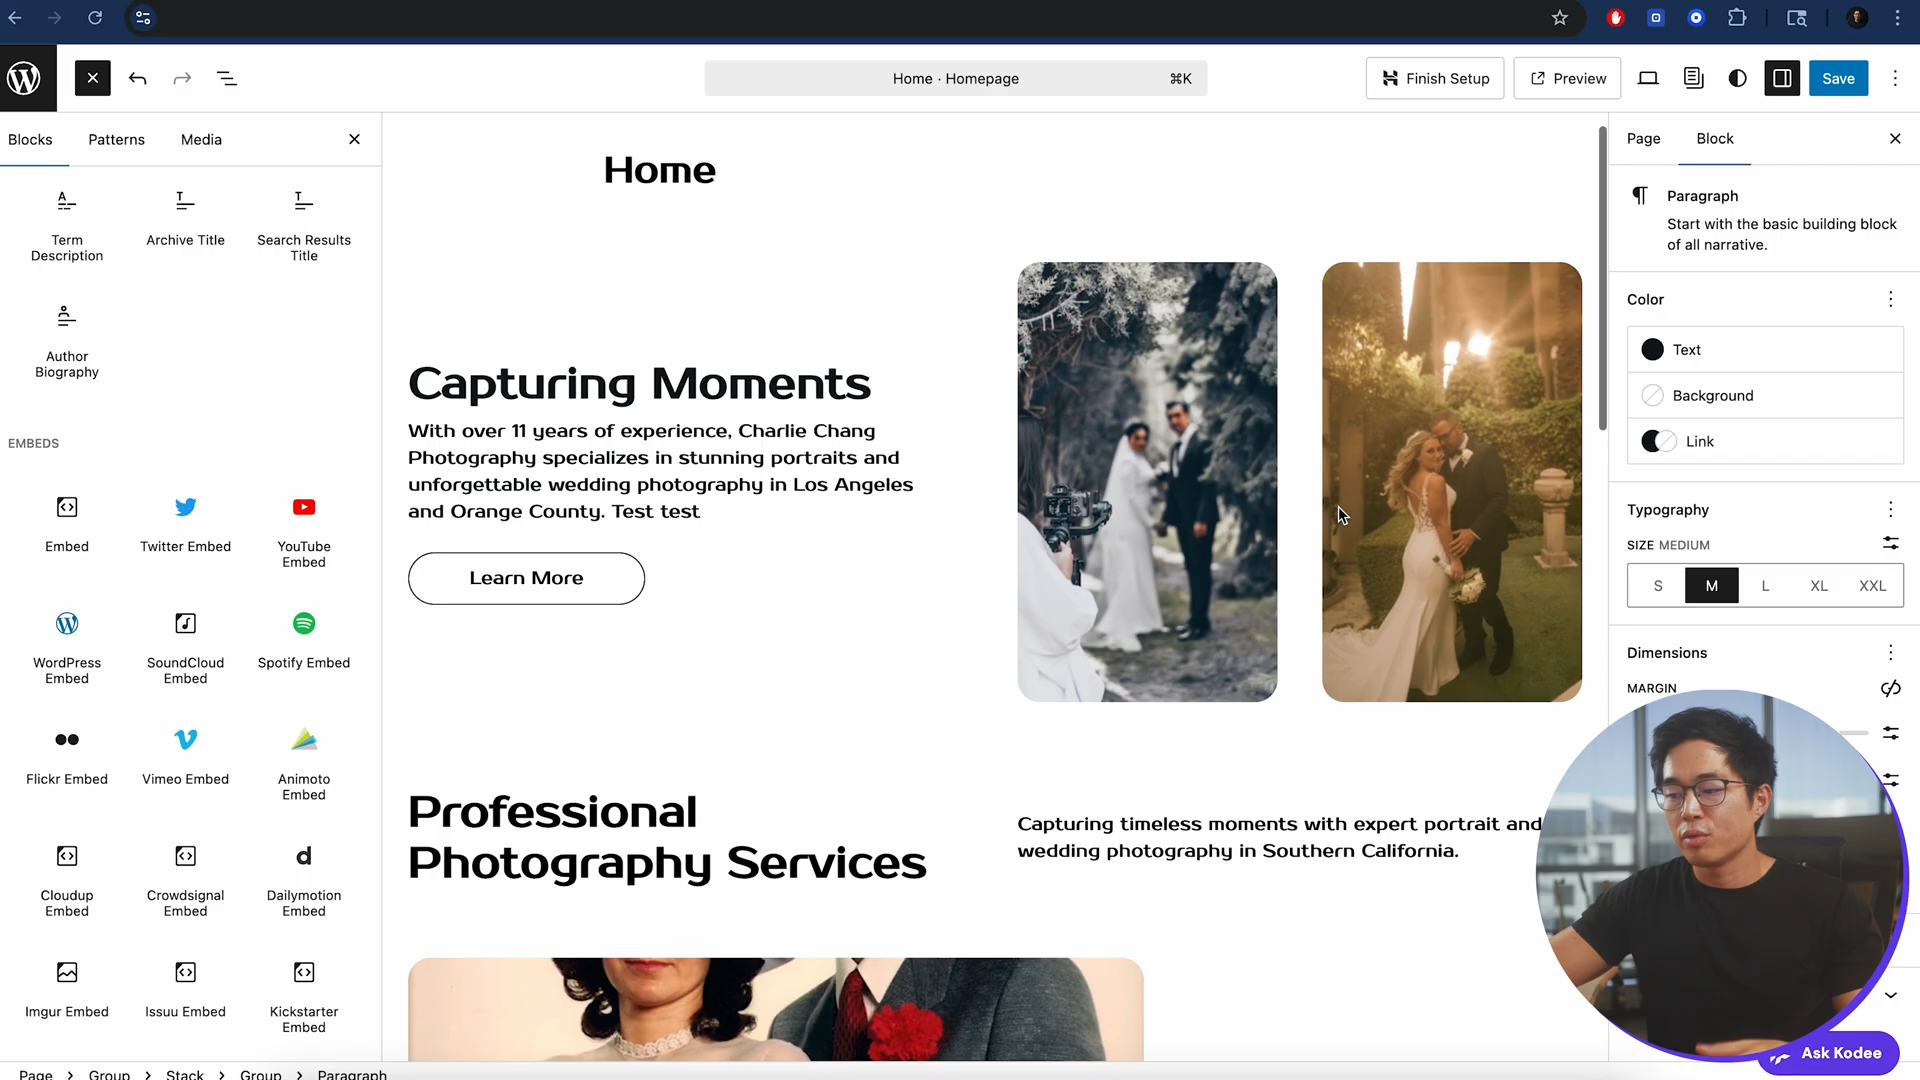 Home · Homepage
⌘K
Finish Setup
Preview
Save
Blocks
Patterns
Media
Term
Description
Archive Title
Search Results
Title
Author
Biography
EMBEDS
Embed
Twitter Embed
YouTube
Embed
WordPress
Embed
SoundCloud
Embed
Spotify Embed
Flickr Embed
Vimeo Embed
Animoto
Embed
Cloudup
Embed
Crowdsignal
Embed
Dailymotion
Embed
Imgur Embed
Issuu Embed
Kickstarter
Embed
Home
Capturing Moments
With over 11 years of experience, Charlie Chang
Photography specializes in stunning portraits and
unforgettable wedding photography in Los Angeles
and Orange County. Test test
Learn More
Professional
Photography Services
Capturing timeless moments with expert portrait and
wedding photography in Southern California.
Page
Block
Paragraph
Start with the basic building block
of all narrative.
Color
Text
Background
Link
Typography
SIZE MEDIUM
S M L XL XXL
Dimensions
MARGIN
Ask Kodee
Page > Group > Stack > Group > Paragraph